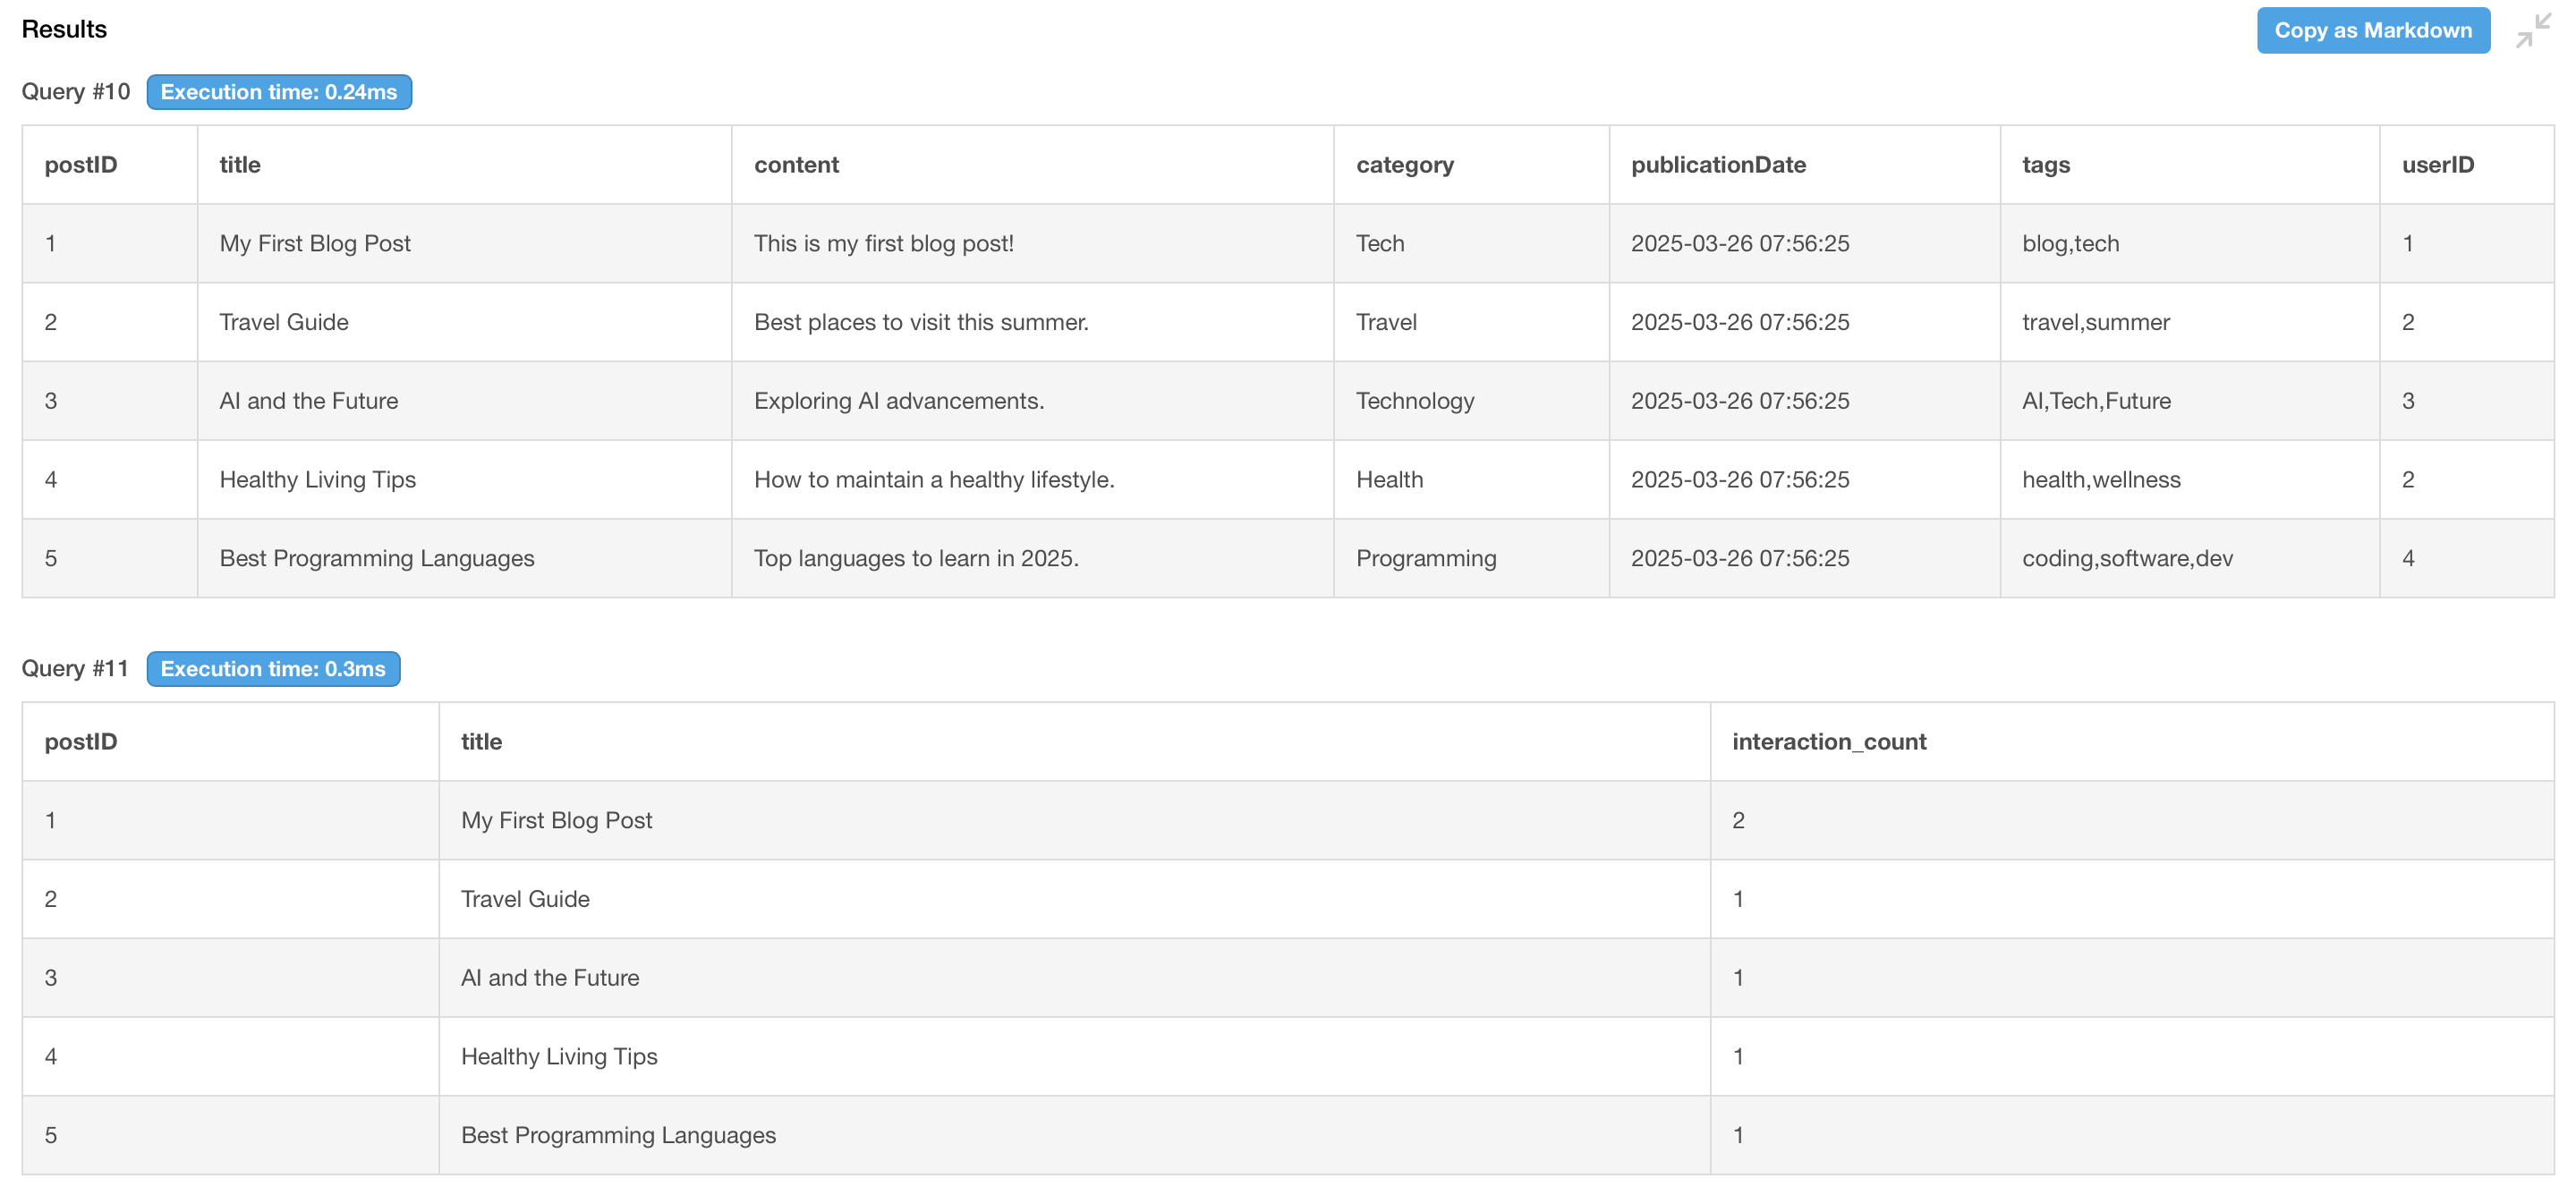 Results Copy as Markdown
Query #10 Execution time: 0.24ms
postID title content category publicationDate tags userID
1 My First Blog Post This is my first blog post! Tech 2025-03-26 07:56:25 blog,tech 1
2 Travel Guide Best places to visit this summer. Travel 2025-03-26 07:56:25 travel,summer 2
3 AI and the Future Exploring AI advancements. Technology 2025-03-26 07:56:25 AI,Tech,Future 3
4 Healthy Living Tips How to maintain a healthy lifestyle. Health 2025-03-26 07:56:25 health,wellness 2
5 Best Programming Languages Top languages to learn in 2025. Programming 2025-03-26 07:56:25 coding,software,dev 4
Query #11 Execution time: 0.3ms
postID title interaction_count
1 My First Blog Post 2
2 Travel Guide 1
3 AI and the Future 1
4 Healthy Living Tips 1
5 Best Programming Languages 1